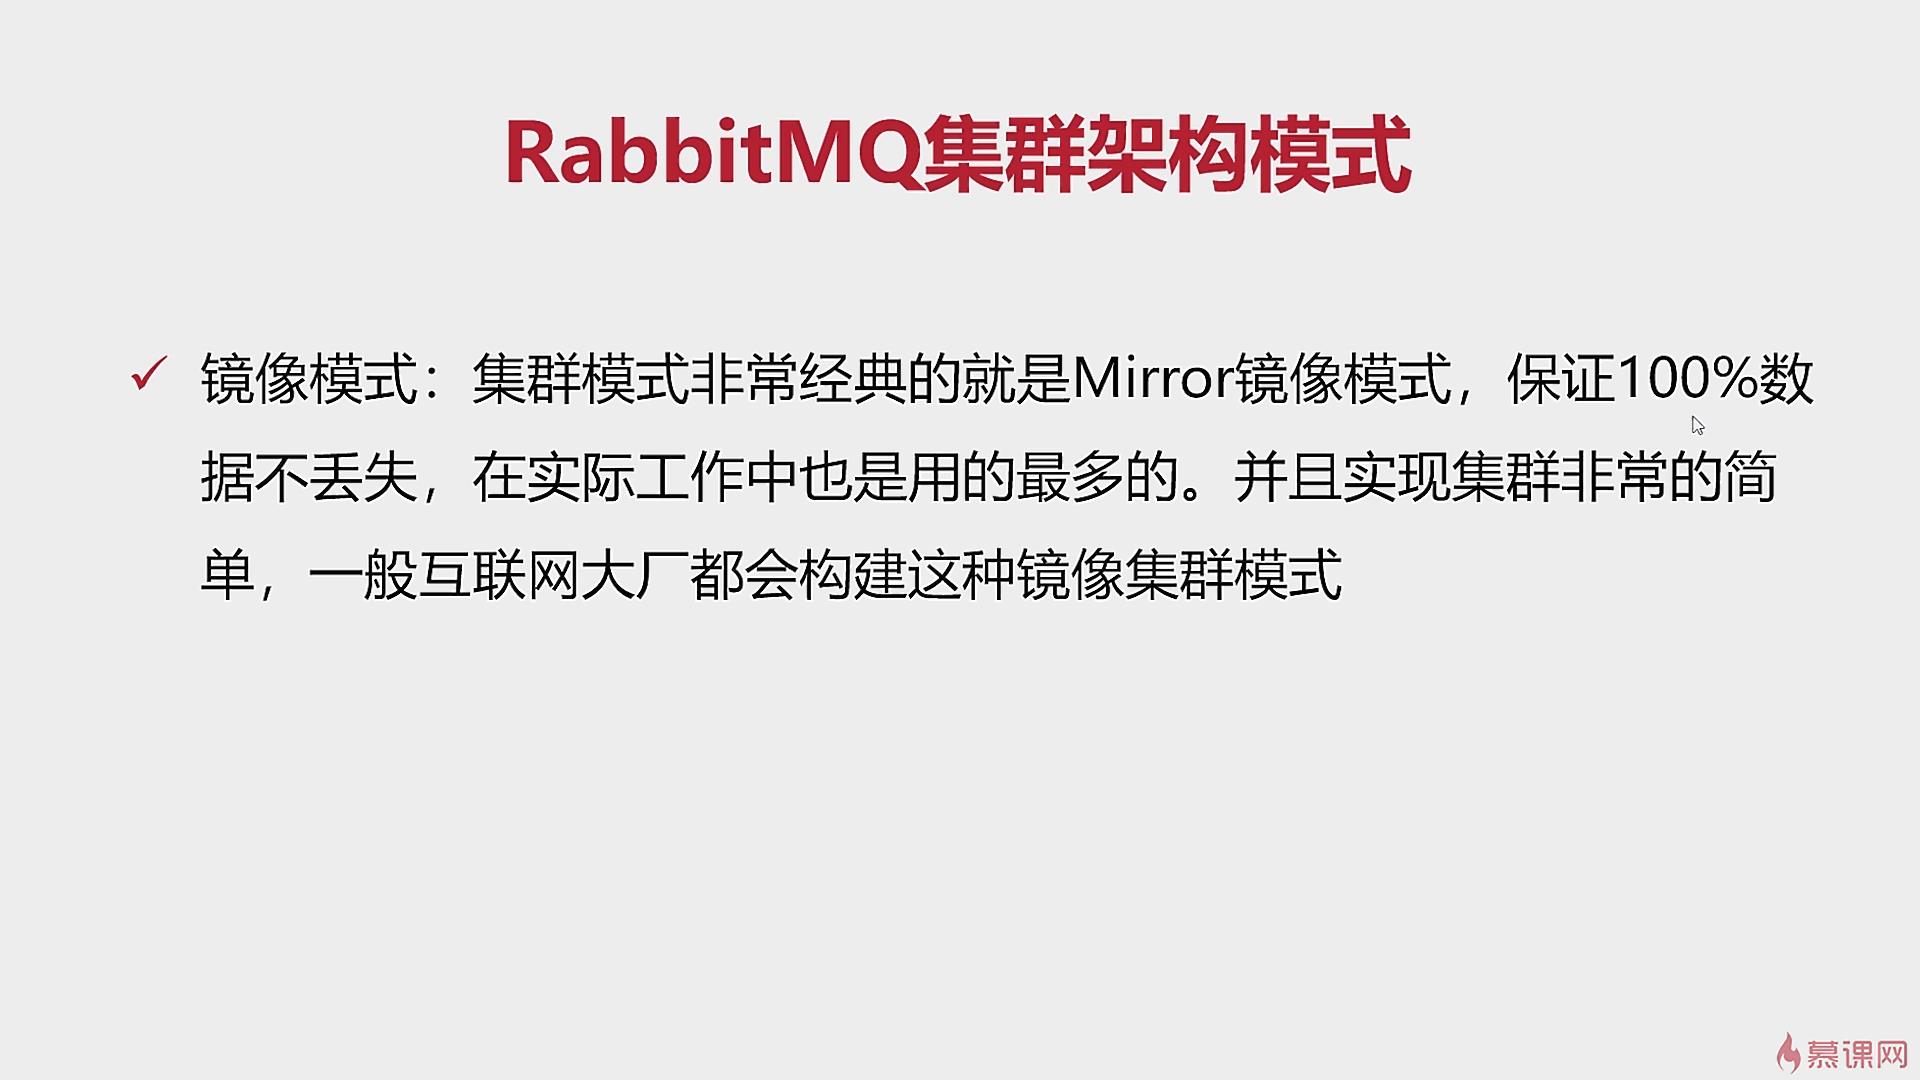 RabbitMQ集群架构模式
镜像模式：集群模式非常经典的就是Mirror镜像模式，保证100%数
据不丢失，在实际工作中也是用的最多的。并且实现集群非常的简
单，一般互联网大厂都会构建这种镜像集群模式
慕课网